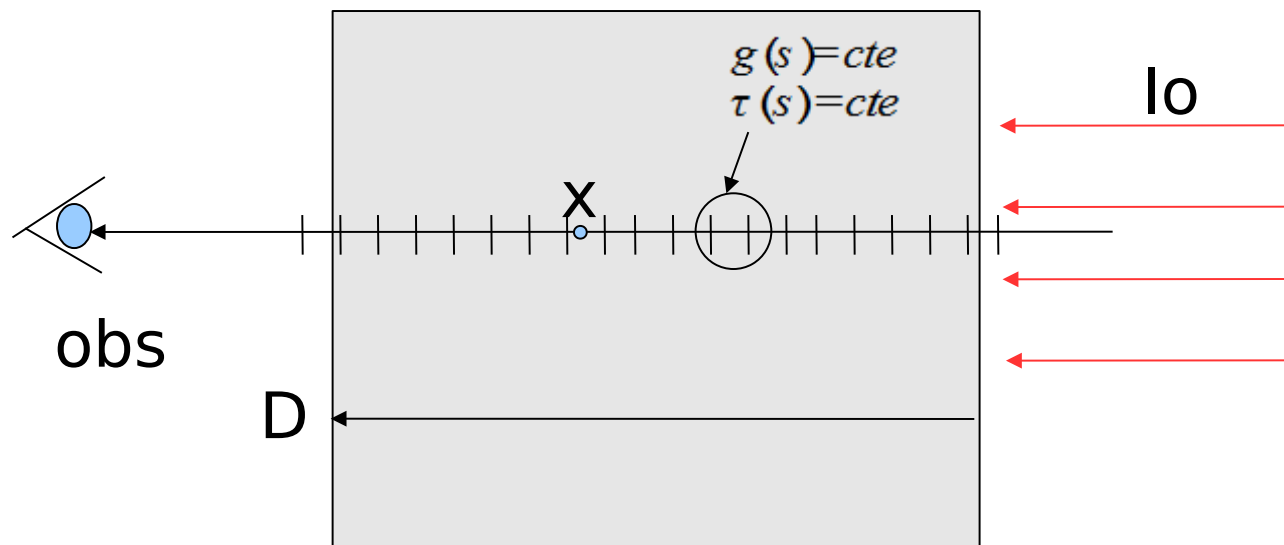 g(s)=cte
τ(s)=cte
Io
x
obs
D